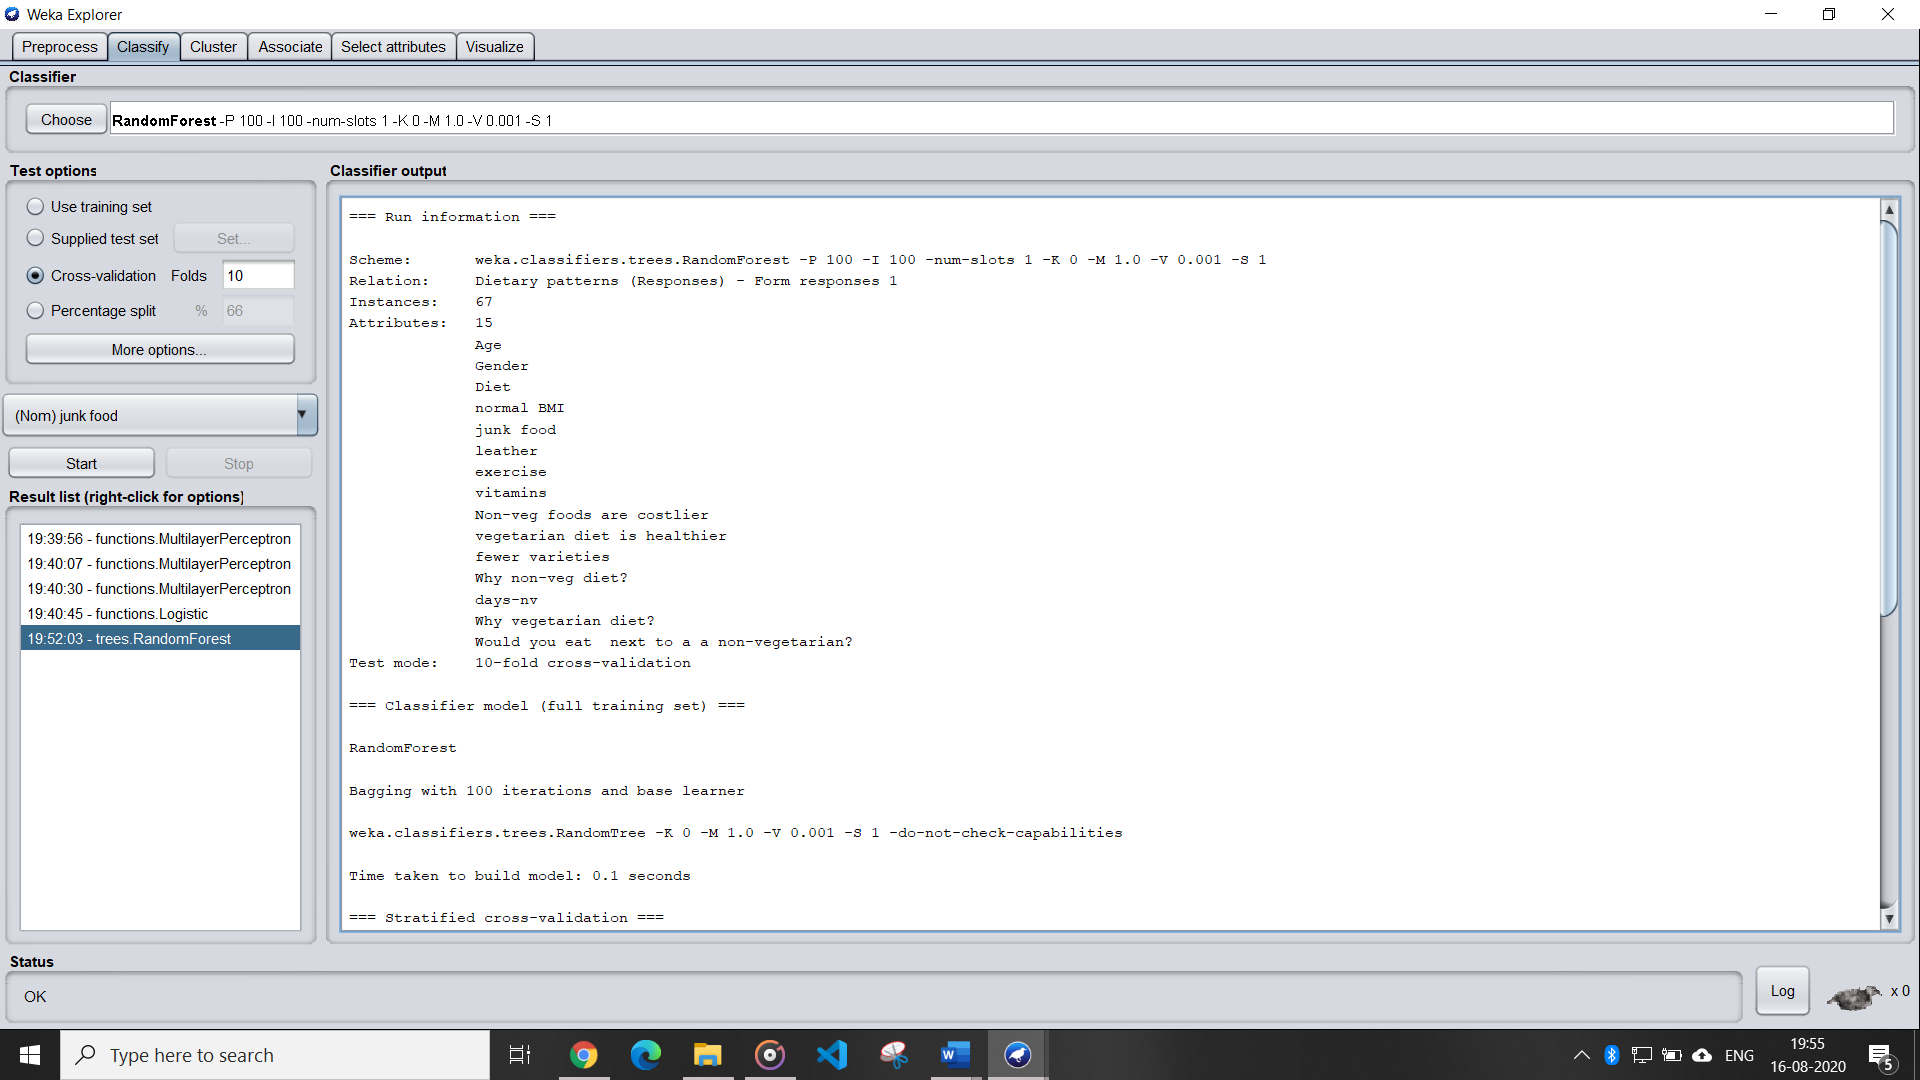 Weka Explorer
Preprocess Classify Cluster Associate Select attributes Visualize
Classifier
Choose RandomForest -P 100 -I 100 -num-slots 1 -K 0 -M 1.0 -V 0.001 -S 1
Test options
Use training set
Supplied test set Set...
Cross-validation Folds 10
Percentage split % 66
More options...
(Nom) junk food
Start Stop
Result list (right-click for options)
19:39:56 - functions.MultilayerPerceptron
19:40:07 - functions.MultilayerPerceptron
19:40:30 - functions.MultilayerPerceptron
19:40:45 - functions.Logistic
19:52:03 - trees.RandomForest
Classifier output
=== Run information ===
Scheme: weka.classifiers.trees.RandomForest -P 100 -I 100 -num-slots 1 -K 0 -M 1.0 -V 0.001 -S 1
Relation: Dietary patterns (Responses) - Form responses 1
Instances: 67
Attributes: 15
Age
Gender
Diet
normal BMI
junk food
leather
exercise
vitamins
Non-veg foods are costlier
vegetarian diet is healthier
fewer varieties
Why non-veg diet?
days-nv
Why vegetarian diet?
Would you eat  next to a a non-vegetarian?
Test mode: 10-fold cross-validation
=== Classifier model (full training set) ===
RandomForest
Bagging with 100 iterations and base learner
weka.classifiers.trees.RandomTree -K 0 -M 1.0 -V 0.001 -S 1 -do-not-check-capabilities
Time taken to build model: 0.1 seconds
=== Stratified cross-validation ===
Status
OK
Log x 0
Type here to search
W
ENG
19:55
16-08-2020
5